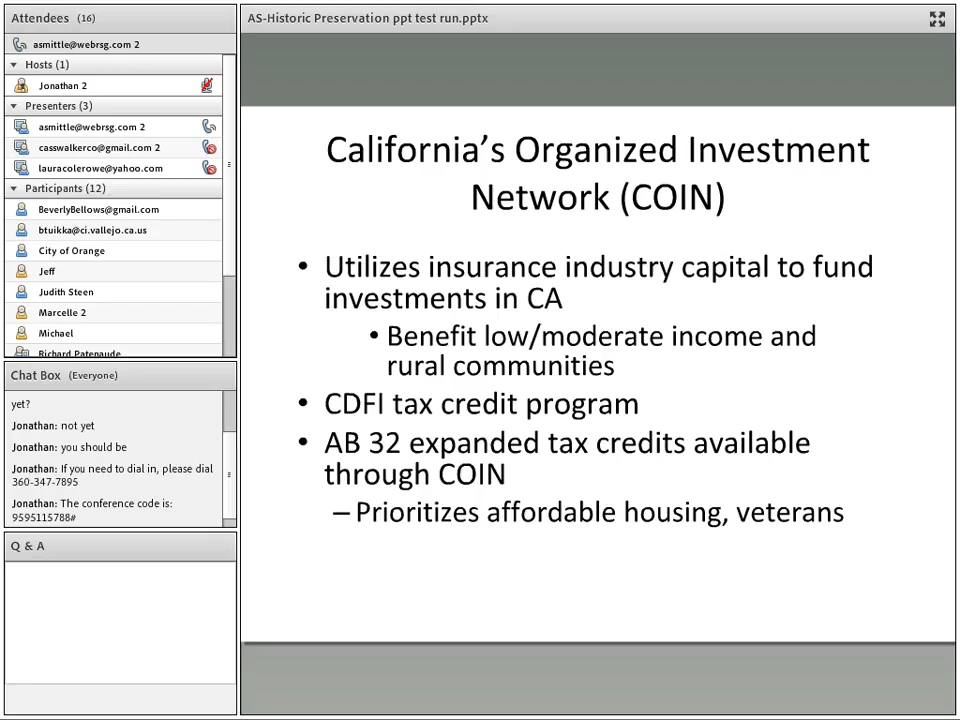 Attendees (16)
asmittle@webrsg.com 2
Hosts (1)
Jonathan 2
Presenters (3)
asmittle@webrsg.com 2
casswalkerco@gmail.com 2
lauracolerowe@yahoo.com
Participants (12)
BeverlyBellows@gmail.com
btuikka@ci.vallejo.ca.us
City of Orange
Jeff
Judith Steen
Marcelle 2
Michael
Richard Patenaude
Chat Box (Everyone)
yet?
Jonathan: not yet
Jonathan: you should be
Jonathan: If you need to dial in, please dial
360-347-7895
Jonathan: The conference code is:
9595115788#
Q & A
AS-Historic Preservation ppt test run.pptx
California's Organized Investment
Network (COIN)
• Utilizes insurance industry capital to fund
investments in CA
• Benefit low/moderate income and
rural communities
• CDFI tax credit program
• AB 32 expanded tax credits available
through COIN
– Prioritizes affordable housing, veterans